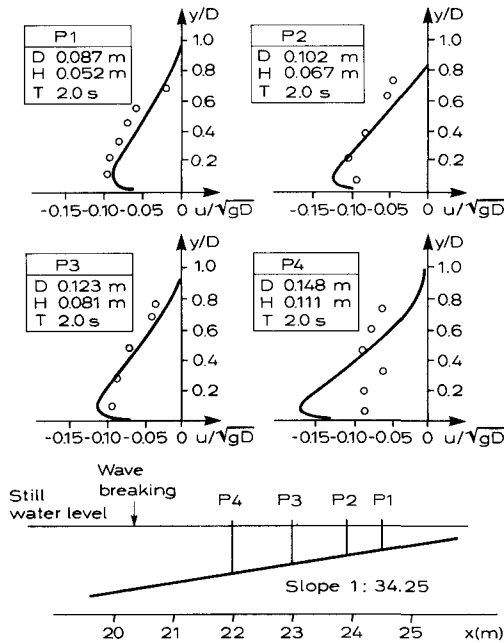 P1
D 0.087 m
H 0.052 m
T 2.0 s
y/D
1.0
0.8
0.6
0.4
0.2
-0.15 -0.10 -0.05 0 u/√gD
P2
D 0.102 m
H 0.067 m
T 2.0 s
y/D
1.0
0.8
0.6
0.4
0.2
-0.15 -0.10 -0.05 0 u/√gD
P3
D 0.123 m
H 0.081 m
T 2.0 s
y/D
1.0
0.8
0.6
0.4
0.2
-0.15 -0.10 -0.05 0 u/√gD
P4
D 0.148 m
H 0.111 m
T 2.0 s
y/D
1.0
0.8
0.6
0.4
0.2
-0.15 -0.10 -0.05 0 u/√gD
Wave
breaking
Still
water level
P4 P3 P2 P1
Slope 1 : 34.25
20 21 22 23 24 25 x(m)